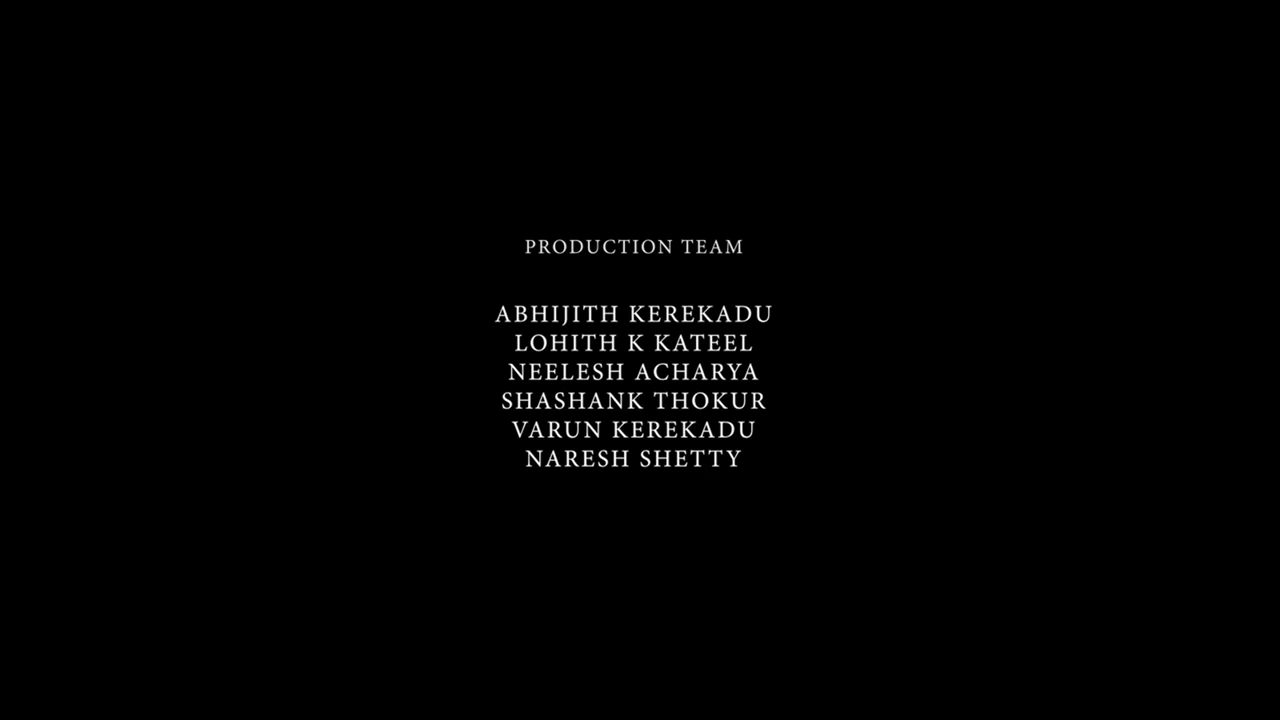 PRODUCTION TEAM
ABHIJITH KEREKADU
LOHITH K KATEEL
NEELESH ACHARYA
SHASHANK THOKUR
VARUN KEREKADU
NARESH SHETTY